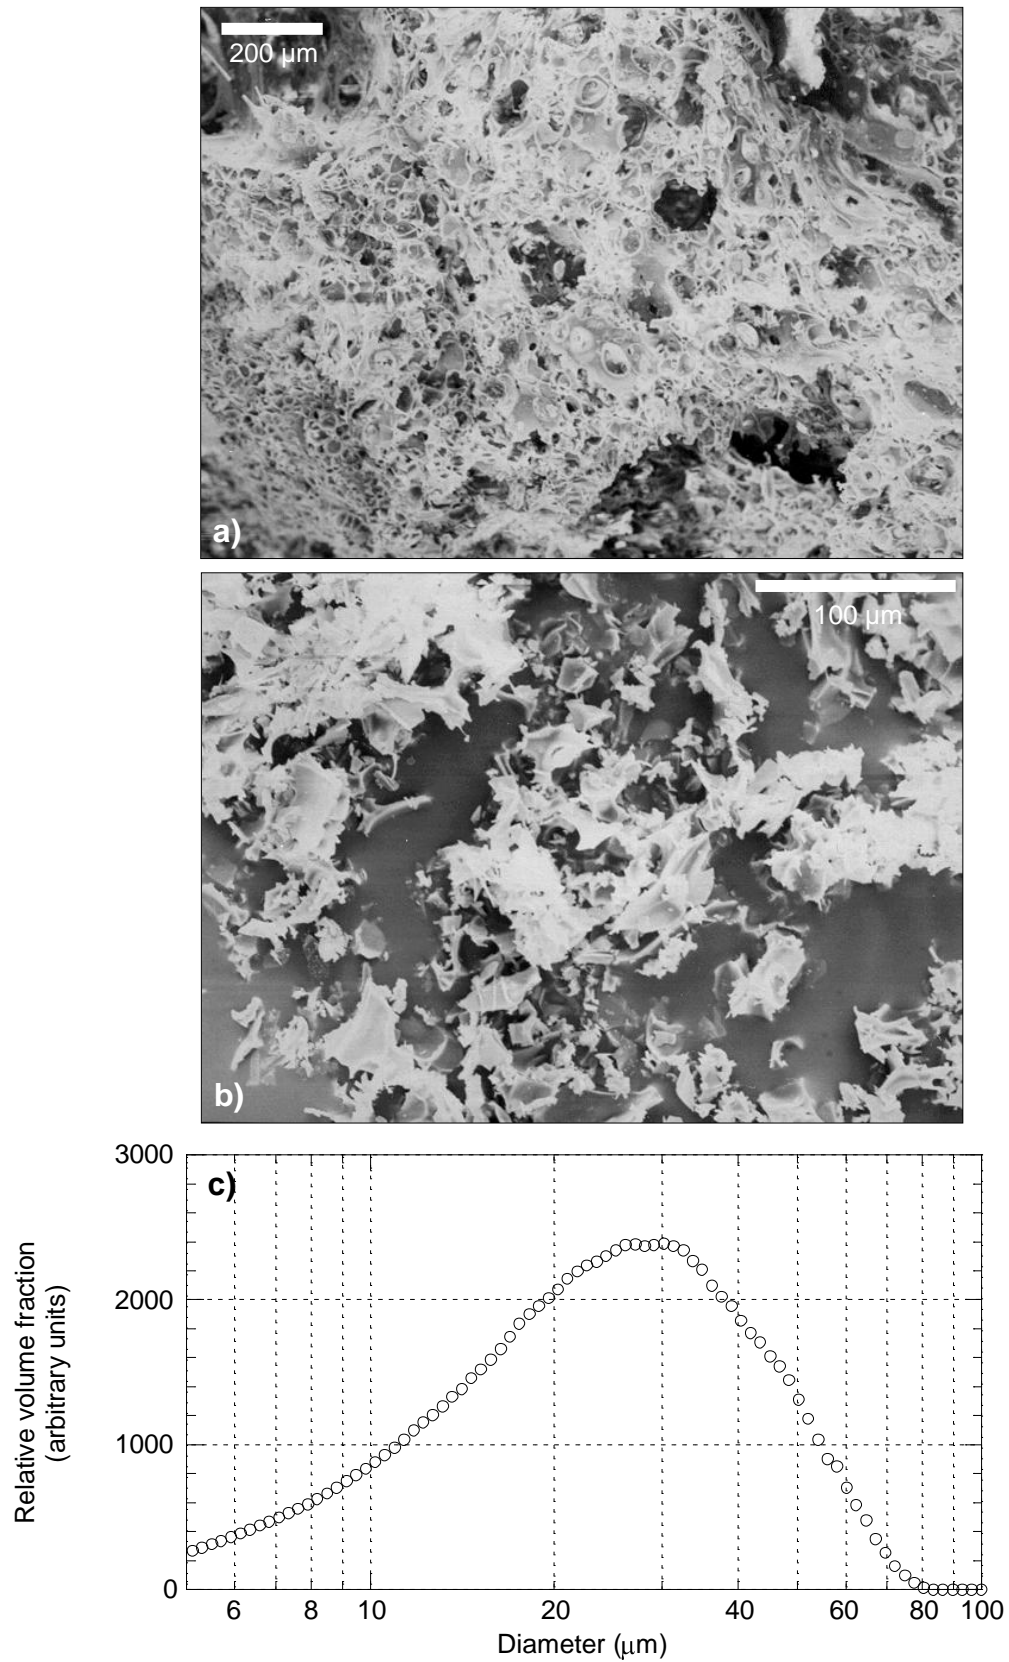 200 µm
a)
100 µm
b)
3000
c)
2000
1000
0
Relative volume fraction
(arbitrary units)
6 8 10 20 40 60 80 100
Diameter (µm)